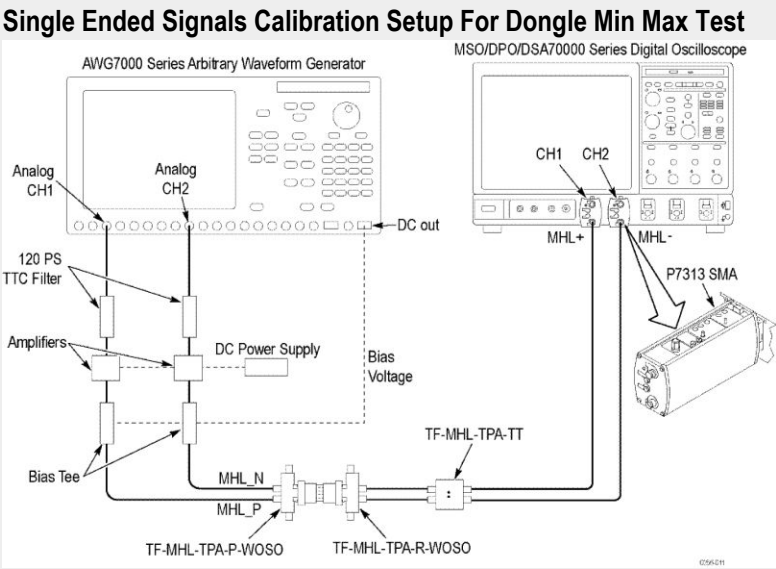 Single Ended Signals Calibration Setup For Dongle Min Max Test
MSO/DPO/DSA70000 Series Digital Oscilloscope
AWG7000 Series Arbitrary Waveform Generator
Analog
CH1
Analog
CH2
CH1
CH2
DC out
MHL+
MHL-
P7313 SMA
120 PS
TTC Filter
Amplifiers
DC Power Supply
Bias
Voltage
Bias Tee
TF-MHL-TPA-TT
MHL_N
MHL_P
TF-MHL-TPA-P-WOSO
TF-MHL-TPA-R-WOSO